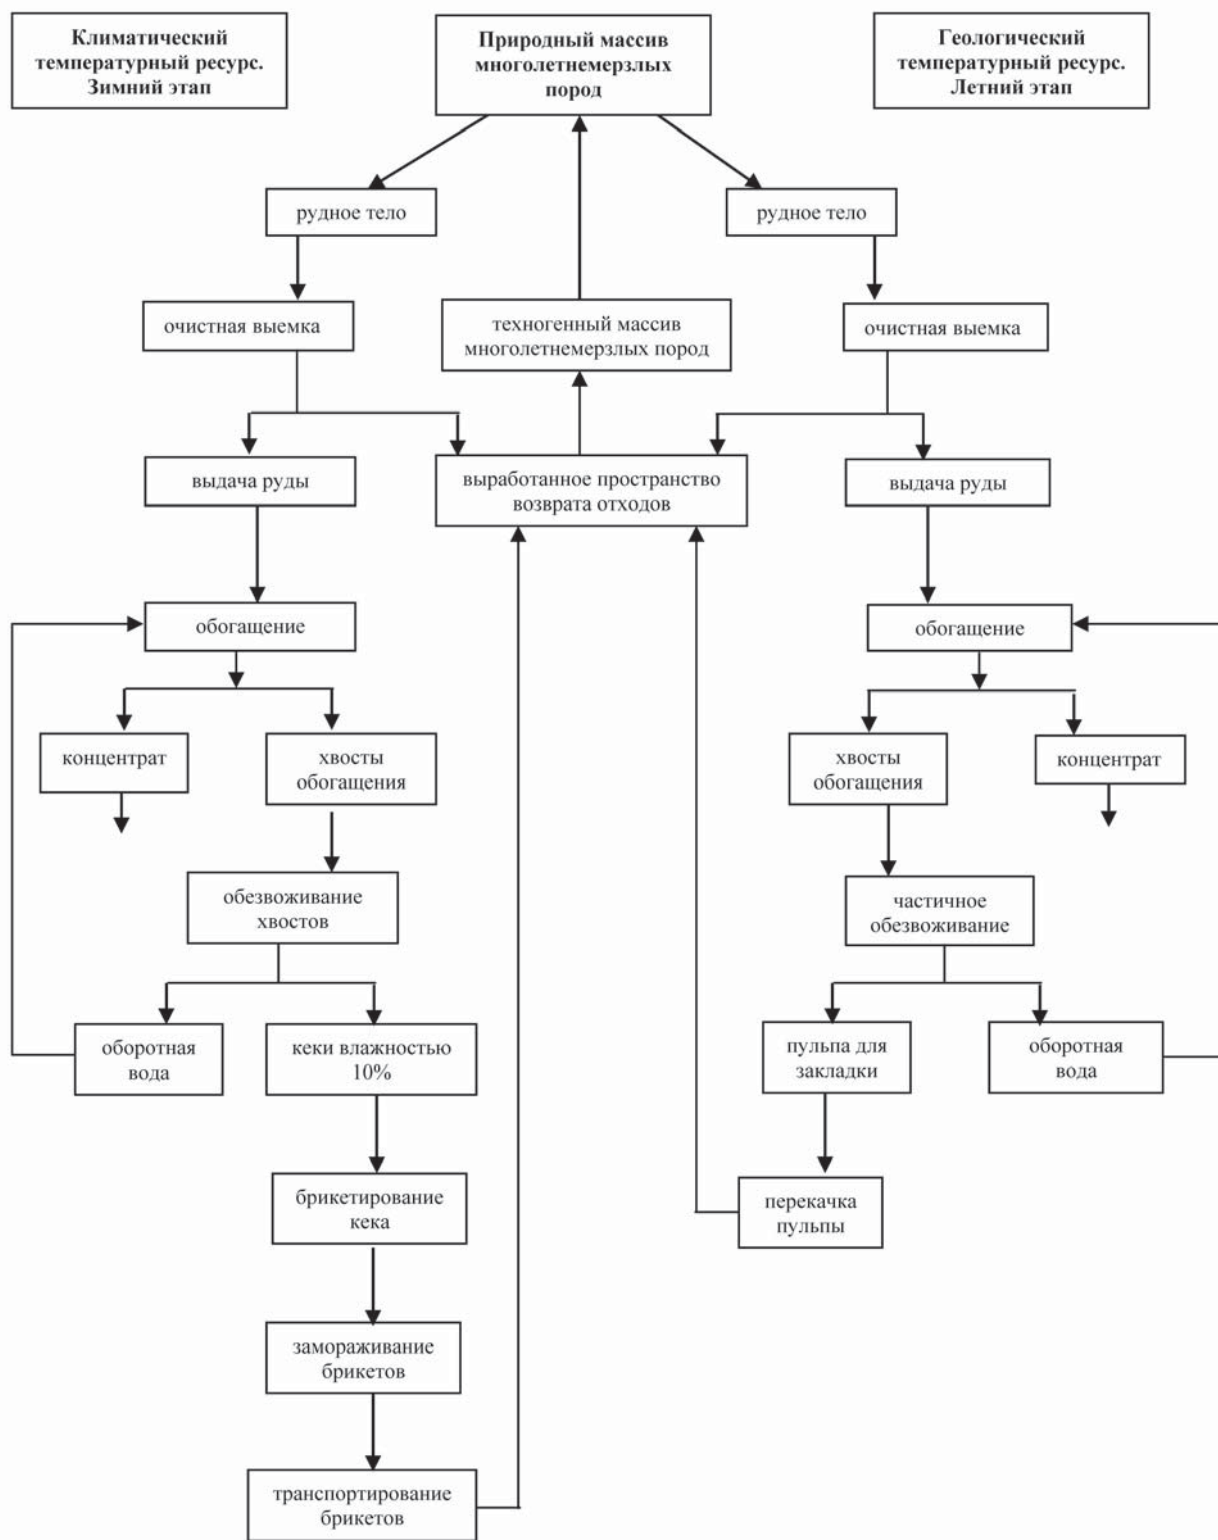 Климатический
температурный ресурс.
Зимний этап
Природный массив
многолетнемерзлых
пород
Геологический
температурный ресурс.
Летний этап
рудное тело
рудное тело
очистная выемка
техногенный массив
многолетнемерзлых пород
очистная выемка
выдача руды
выработанное пространство
возврата отходов
выдача руды
обогащение
обогащение
концентрат
хвосты
обогащения
хвосты
обогащения
концентрат
обезвоживание
хвостов
частичное
обезвоживание
оборотная
вода
кеки влажностью
10%
пульпа для
закладки
оборотная
вода
брикетирование
кека
перекачка
пульпы
замораживание
брикетов
транспортирование
брикетов